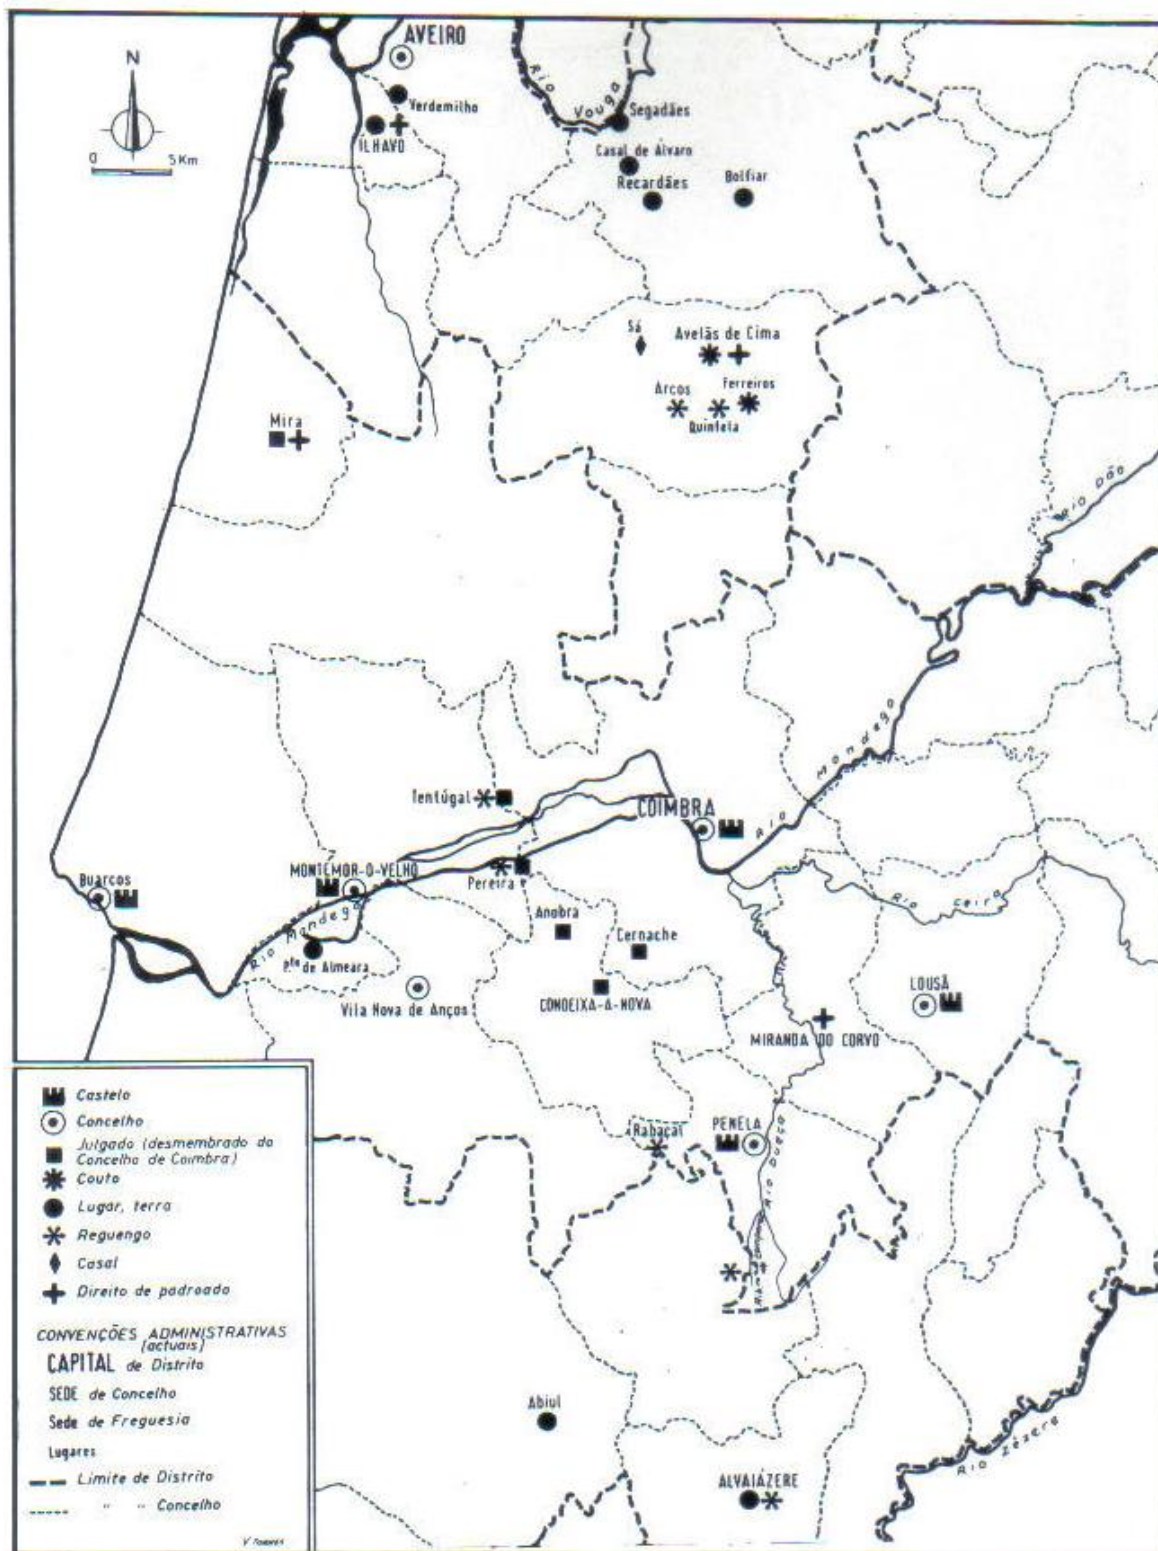 AVEIRO
N
Verdemilho
ÍLHAVO
0 5 Km
Rio Vouga
Segadães
Casal de Álvaro
Recardães
Bolfiar
Sá
Avelãs de Cima
Arcos
Ferreiros
Quintela
Mira
Rio Dão
Rio Mondego
Tentúgal
COIMBRA
MONTEMOR-O-VELHO
Buarcos
Pereira
Rio Ceira
Rio Mondego
Anobra
Cernache
P.te de Almeara
LOUSÃ
Vila Nova de Anços
CONDEIXA-A-NOVA
MIRANDA DO CORVO
Rabaçal
PENELA
Rio Dueça
Abiul
Rio Zêzere
ALVAIÁZERE
Castelo
Concelho
Julgado (desmembrado do
Concelho de Coimbra)
Couto
Lugar, terra
Reguengo
Casal
Direito de padroado
CONVENÇÕES ADMINISTRATIVAS
(actuais)
CAPITAL de Distrito
SEDE de Concelho
Sede de Freguesia
Lugares
Limite de Distrito
" " Concelho